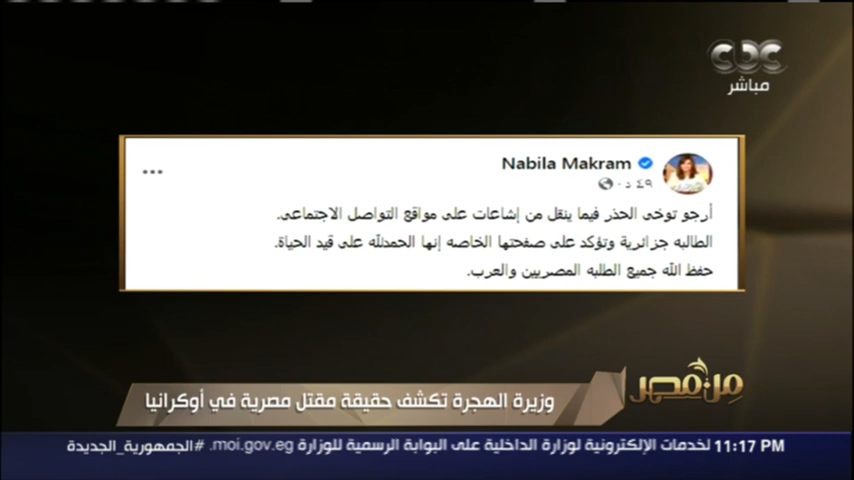 cbc
مباشر
Nabila Makram
٤٩ د ·
أرجو توخى الحذر فيما ينقل من إشاعات على مواقع التواصل الاجتماعى.
الطالبه جزائرية وتؤكد على صفحتها الخاصه إنها الحمدلله على قيد الحياة.
حفظ الله جميع الطلبه المصريين والعرب.
من مصر
وزيرة الهجرة تكشف حقيقة مقتل مصرية في أوكرانيا
11:17 PM لخدمات الإلكترونية لوزارة الداخلية على البوابة الرسمية للوزارة moi.gov.eg. #الجمهورية_الجديدة